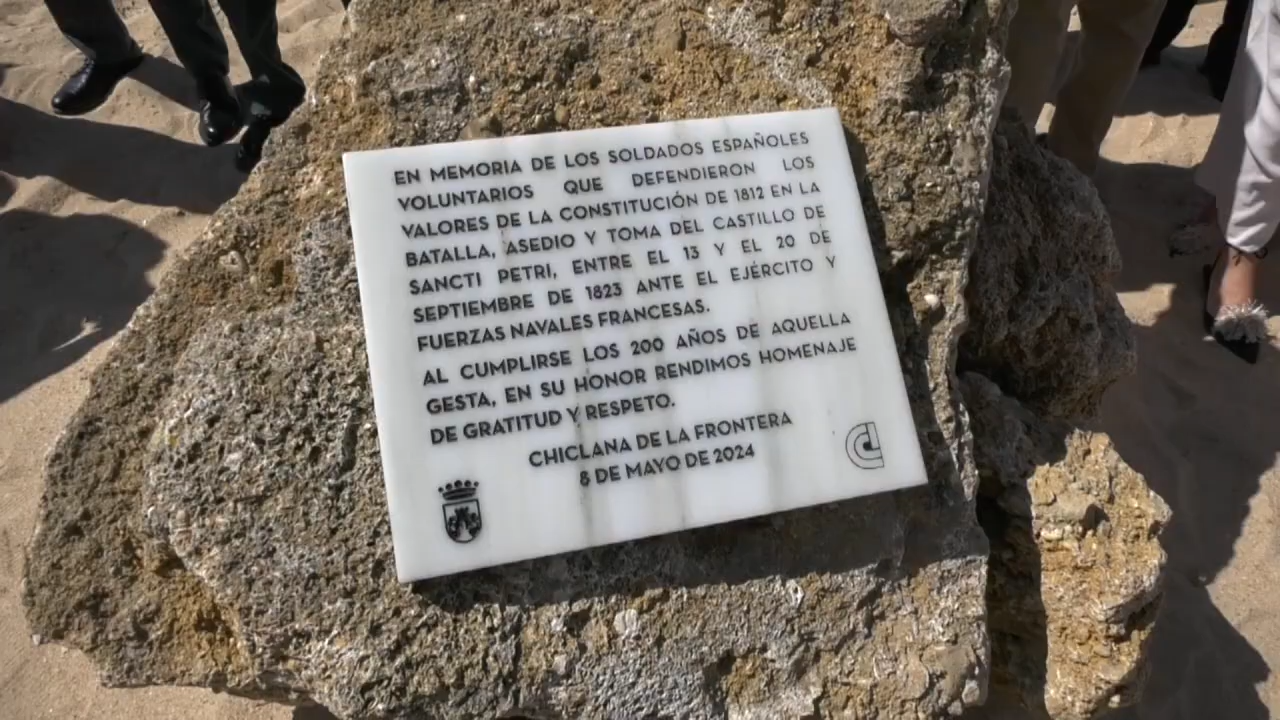 EN MEMORIA DE LOS SOLDADOS ESPAÑOLES
VOLUNTARIOS QUE DEFENDIERON LOS
VALORES DE LA CONSTITUCIÓN DE 1812 EN LA
BATALLA, ASEDIO Y TOMA DEL CASTILLO DE
SANCTI PETRI, ENTRE EL 13 Y EL 20 DE
SEPTIEMBRE DE 1823 ANTE EL EJÉRCITO Y
FUERZAS NAVALES FRANCESAS.
AL CUMPLIRSE LOS 200 AÑOS DE AQUELLA
GESTA, EN SU HONOR RENDIMOS HOMENAJE
DE GRATITUD Y RESPETO.
CHICLANA DE LA FRONTERA
8 DE MAYO DE 2024